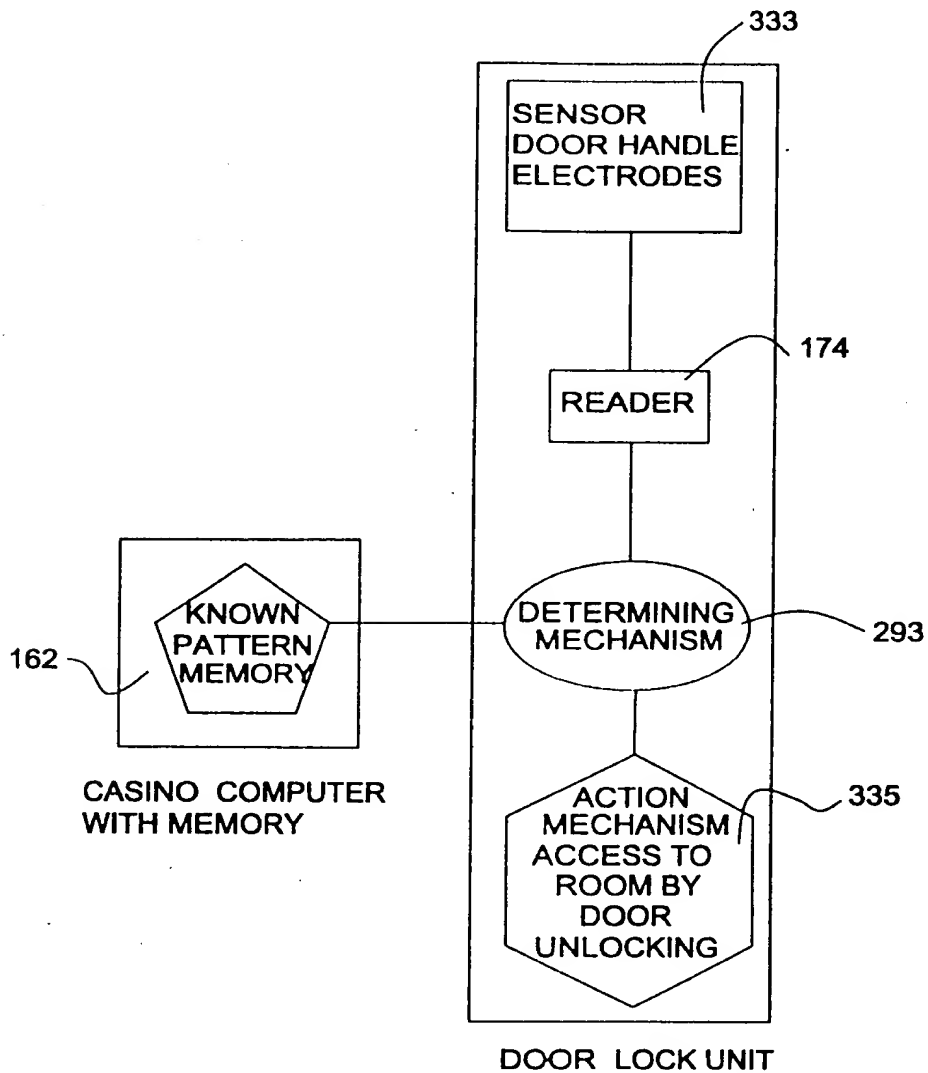 333
SENSOR
DOOR HANDLE
ELECTRODES
174
READER
KNOWN
PATTERN
MEMORY
162
DETERMINING
MECHANISM
293
CASINO COMPUTER
WITH MEMORY
ACTION
MECHANISM
ACCESS TO
ROOM BY
DOOR
UNLOCKING
335
DOOR LOCK UNIT